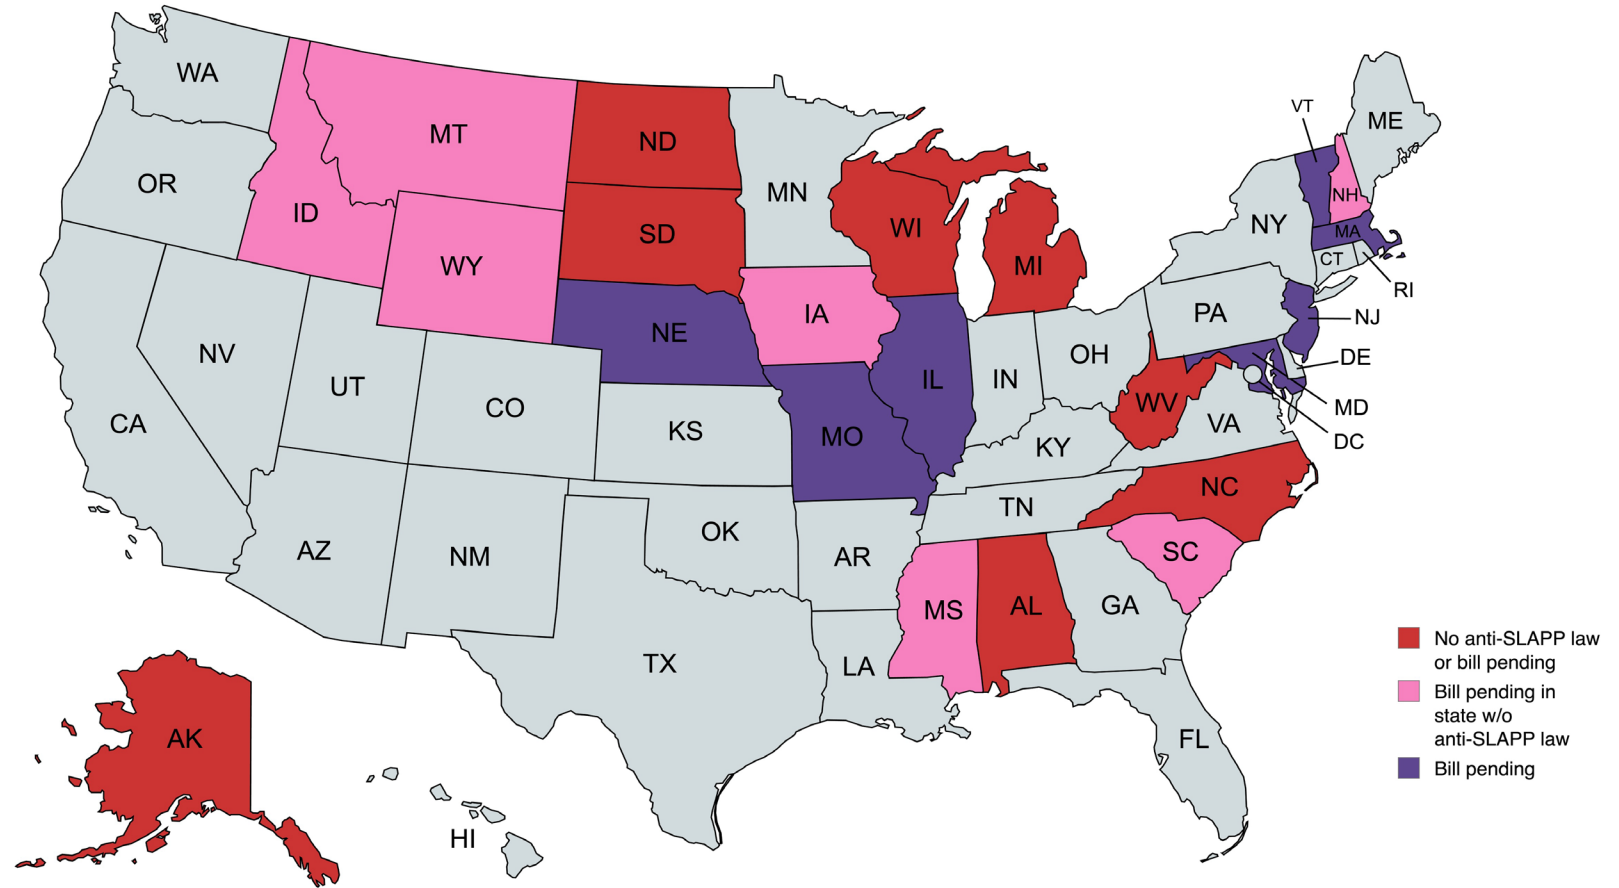 WA
MT
ND
MN
VT
ME
OR
ID
SD
WI
NH
NY
MA
WY
MI
CT
RI
IA
PA
NJ
NE
NV
OH
DE
UT
IL
IN
CO
WV
MD
CA
KS
MO
VA
DC
KY
NC
TN
OK
AZ
NM
AR
SC
MS
AL
GA
TX
LA
No anti-SLAPP law
or bill pending
Bill pending in
state w/o
anti-SLAPP law
Bill pending
AK
FL
HI